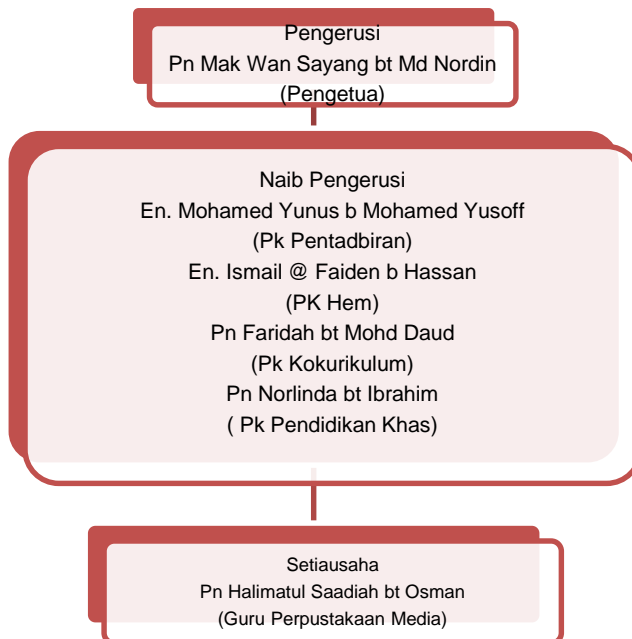 Pengerusi
Pn Mak Wan Sayang bt Md Nordin
(Pengetua)
Naib Pengerusi
En. Mohamed Yunus b Mohamed Yusoff
(Pk Pentadbiran)
En. Ismail @ Faiden b Hassan
(PK Hem)
Pn Faridah bt Mohd Daud
(Pk Kokurikulum)
Pn Norlinda bt Ibrahim
( Pk Pendidikan Khas)
Setiausaha
Pn Halimatul Saadiah bt Osman
(Guru Perpustakaan Media)